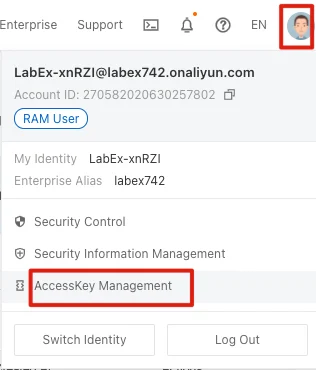 Enterprise Support EN
LabEx-xnRZI@labex742.onaliyun.com
Account ID: 270582020630257802
RAM User
My Identity LabEx-xnRZI
Enterprise Alias labex742
Security Control
Security Information Management
AccessKey Management
Switch Identity Log Out